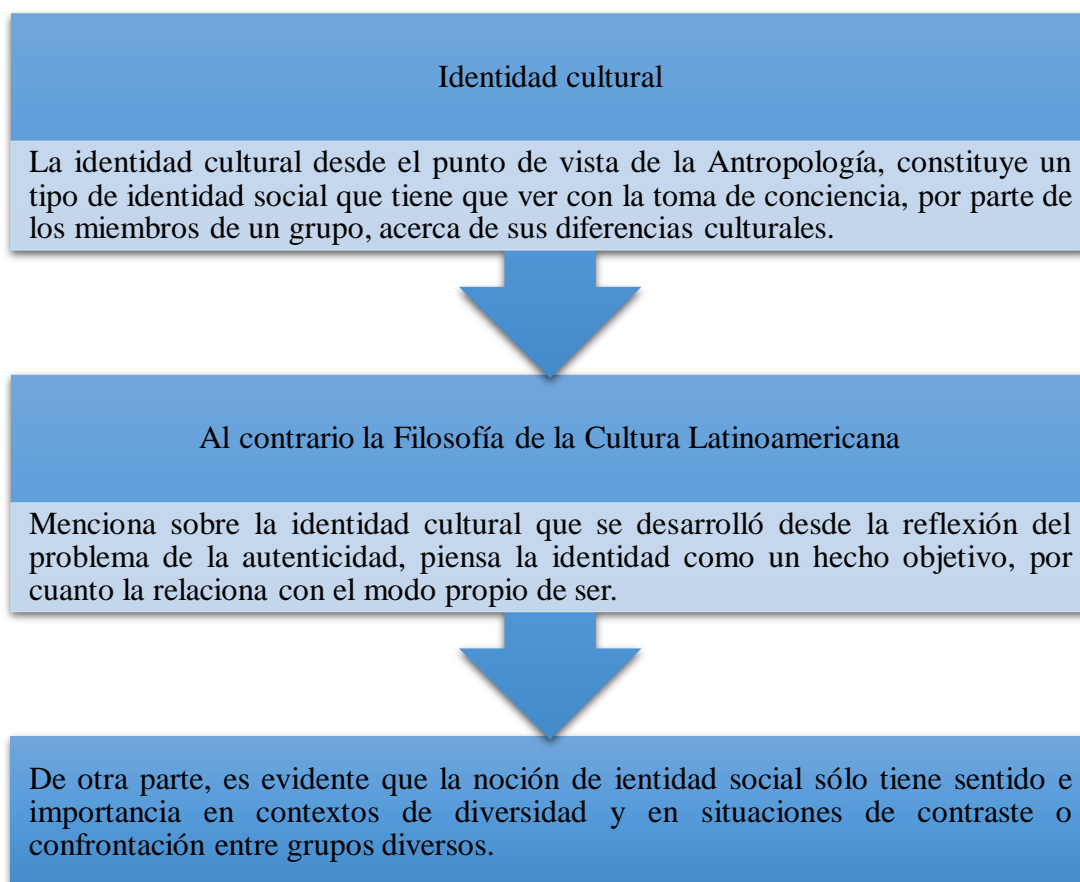 Identidad cultural
La identidad cultural desde el punto de vista de la Antropología, constituye un
tipo de identidad social que tiene que ver con la toma de conciencia, por parte de
los miembros de un grupo, acerca de sus diferencias culturales.
Al contrario la Filosofía de la Cultura Latinoamericana
Menciona sobre la identidad cultural que se desarrolló desde la reflexión del
problema de la autenticidad, piensa la identidad como un hecho objetivo, por
cuanto la relaciona con el modo propio de ser.
De otra parte, es evidente que la noción de ientidad social sólo tiene sentido e
importancia en contextos de diversidad y en situaciones de contraste o
confrontación entre grupos diversos.